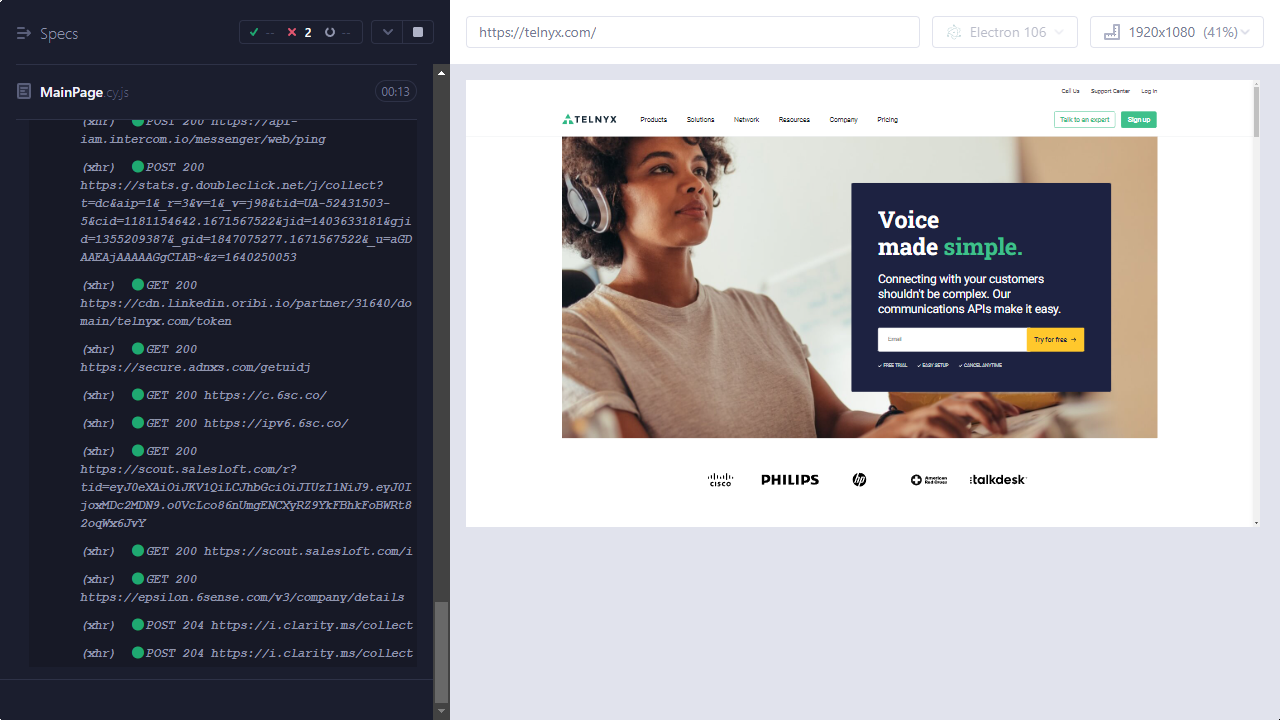 Specs
--
2
--
https://telnyx.com/
Electron 106
1920x1080 (41%)
MainPage.cy.js
00:13
(xhr) POST 200 https://api-
iam.intercom.io/messenger/web/ping
(xhr) POST 200
https://stats.g.doubleclick.net/j/collect?
t=dc&aip=1&_r=3&v=1&_v=j98&tid=UA-52431503-
5&cid=1181154642.1671567522&jid=1403633181&gji
d=1355209387&_gid=1847075277.1671567522&_u=aGD
AAEAjAAAAAGgCIAB~&z=1640250053
(xhr) GET 200
https://cdn.linkedin.oribi.io/partner/31640/do
main/telnyx.com/token
(xhr) GET 200
https://secure.adnxs.com/getuidj
(xhr) GET 200 https://c.6sc.co/
(xhr) GET 200 https://ipv6.6sc.co/
(xhr) GET 200
https://scout.salesloft.com/r?
tid=eyJ0eXAiOiJKV1QiLCJhbGciOiJIUzI1NiJ9.eyJ0I
joxMDc2MDN9.o0VcLco86nUmgENCXyRZ9YkFBhkFoBWRt8
2oqWx6JvY
(xhr) GET 200 https://scout.salesloft.com/i
(xhr) GET 200
https://epsilon.6sense.com/v3/company/details
(xhr) POST 204 https://i.clarity.ms/collect
(xhr) POST 204 https://i.clarity.ms/collect
Call Us Support Center Log In
TELNYX Products Solutions Network Resources Company Pricing Talk to an expert Sign up
Voice
made simple.
Connecting with your customers
shouldn't be complex. Our
communications APIs make it easy.
Email
Try for free →
✓ FREE TRIAL ✓ EASY SETUP ✓ CANCEL ANYTIME
CISCO
PHILIPS
hp
American
Red Cross
:talkdesk